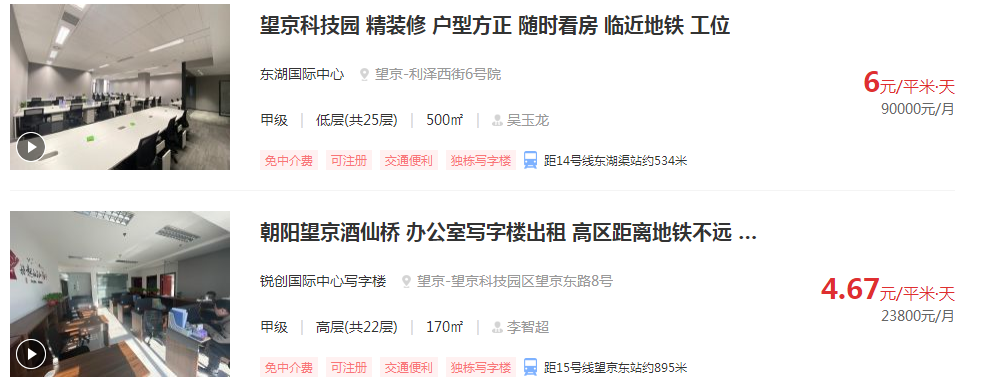 望京科技园 精装修 户型方正 随时看房 临近地铁 工位
东湖国际中心 望京-利泽西街6号院
6元/平米·天
90000元/月
甲级 低层(共25层) 500㎡ 吴玉龙
免中介费 可注册 交通便利 独栋写字楼 距14号线东湖渠站约534米
朝阳望京酒仙桥 办公室写字楼出租 高区距离地铁不远 ...
锐创国际中心写字楼 望京-望京科技园区望京东路8号
4.67元/平米·天
23800元/月
甲级 高层(共22层) 170㎡ 李智超
免中介费 可注册 交通便利 独栋写字楼 距15号线望京东站约895米